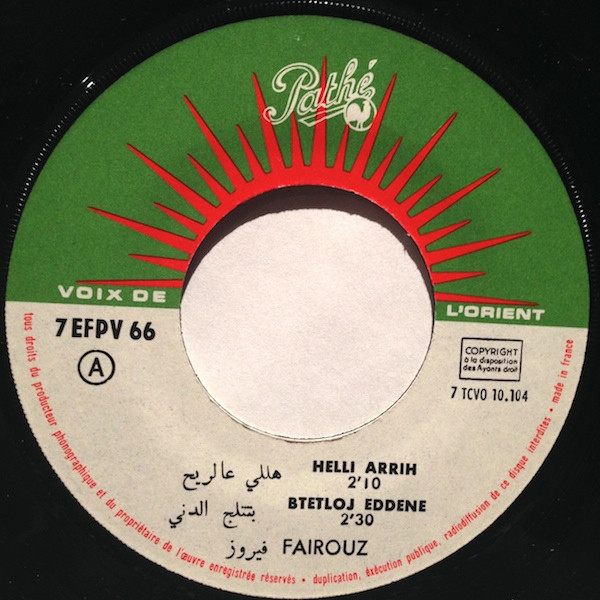 Pathé
VOIX DE L'ORIENT
7 EFPV 66
A
COPYRIGHT
à la disposition
des Ayants droit
7 TCVO 10.104
هللي عالريح HELLI ARRIH
2'10
بتتلج الدني BTETLOJ EDDENE
2'30
فيروز FAIROUZ
tous droits du producteur phonographique et du propriétaire de l'œuvre enregistrée réservés • duplication, éxécution publique, radiodiffusion de ce disque interdites • made in france